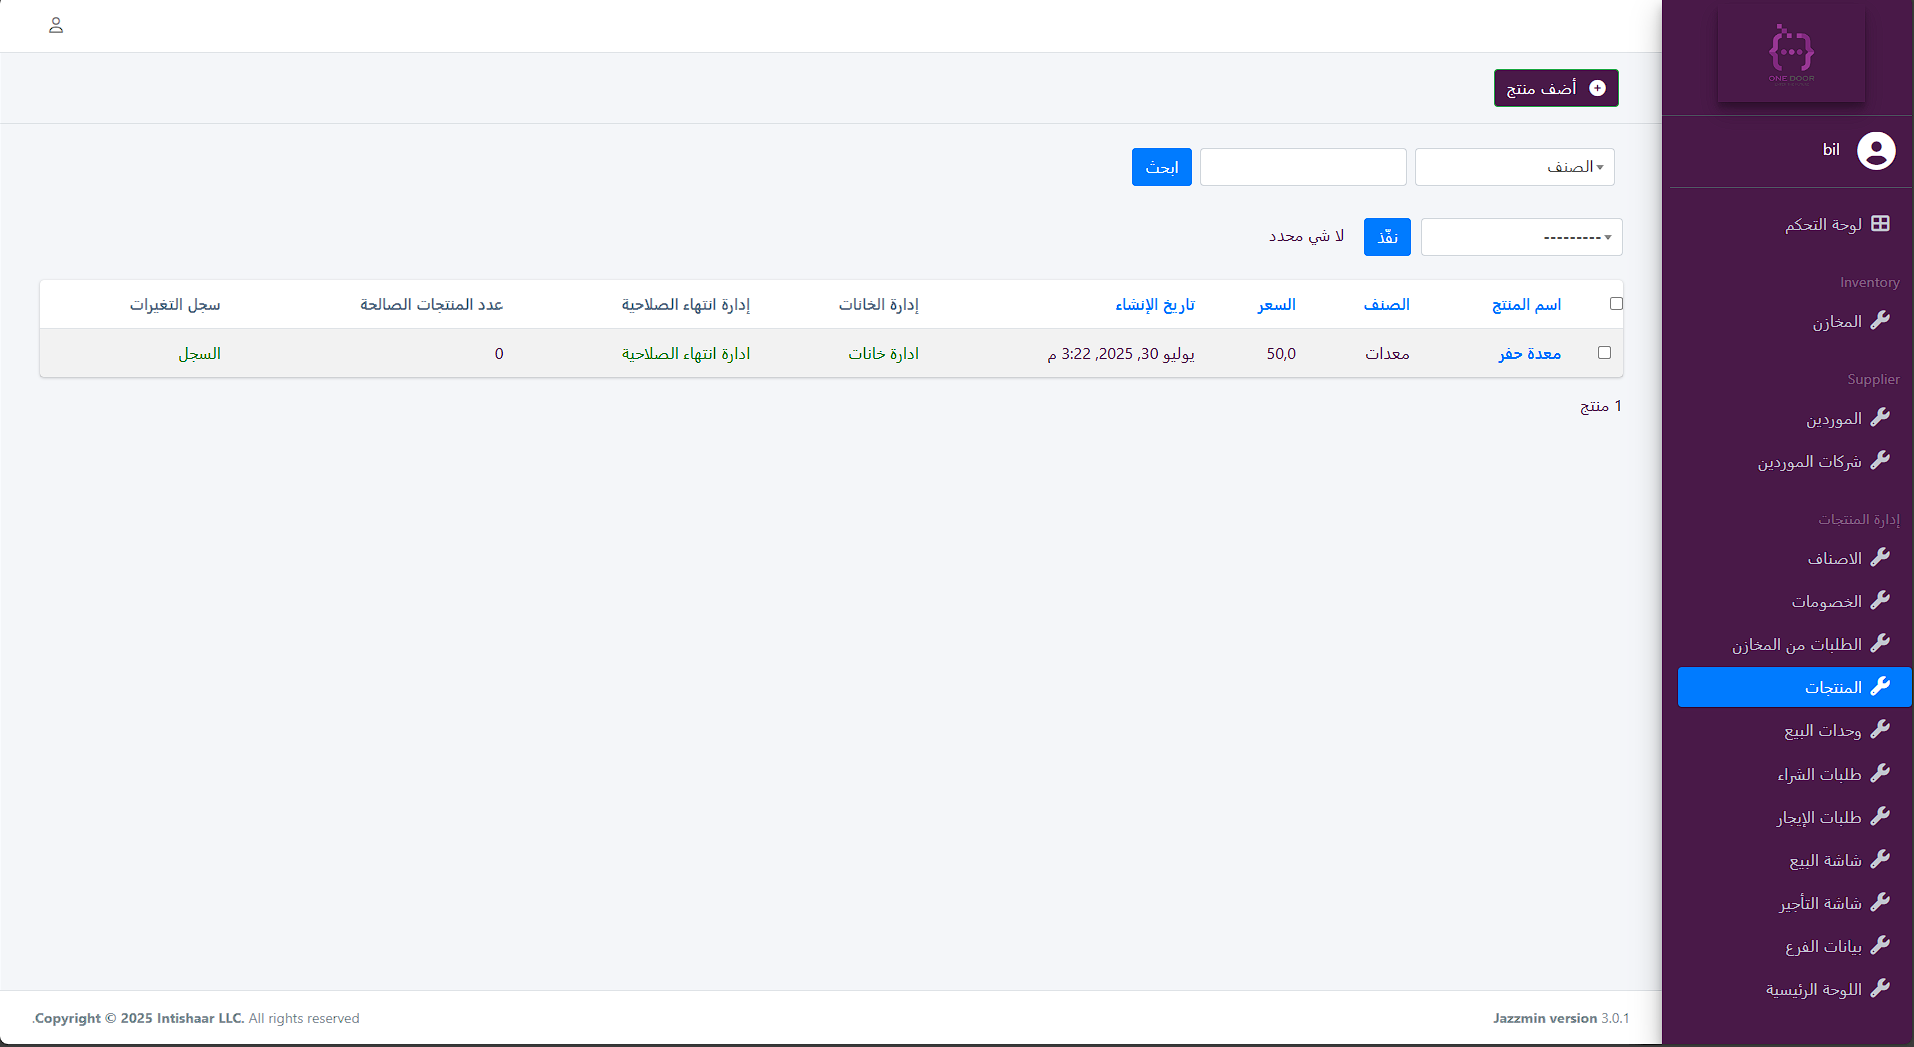 ONE DOOR
bil
لوحة التحكم
Inventory
المخازن
Supplier
الموردين
شركات الموردين
إدارة المنتجات
الاصناف
الخصومات
الطلبات من المخازن
المنتجات
وحدات البيع
طلبات الشراء
طلبات الإيجار
شاشة البيع
شاشة التأجير
بيانات الفرع
اللوحة الرئيسية
أضف منتج
الصنف ابحث
--------- نفّذ لا شي محدد
اسم المنتج الصنف السعر تاريخ الإنشاء إدارة الخانات إدارة انتهاء الصلاحية عدد المنتجات الصالحة سجل التغيرات
معدة حفر معدات 50,0 يوليو 30, 2025, 3:22 م ادارة خانات ادارة انتهاء الصلاحية 0 السجل
1 منتج
Jazzmin version 3.0.1
.Copyright © 2025 Intishaar LLC. All rights reserved